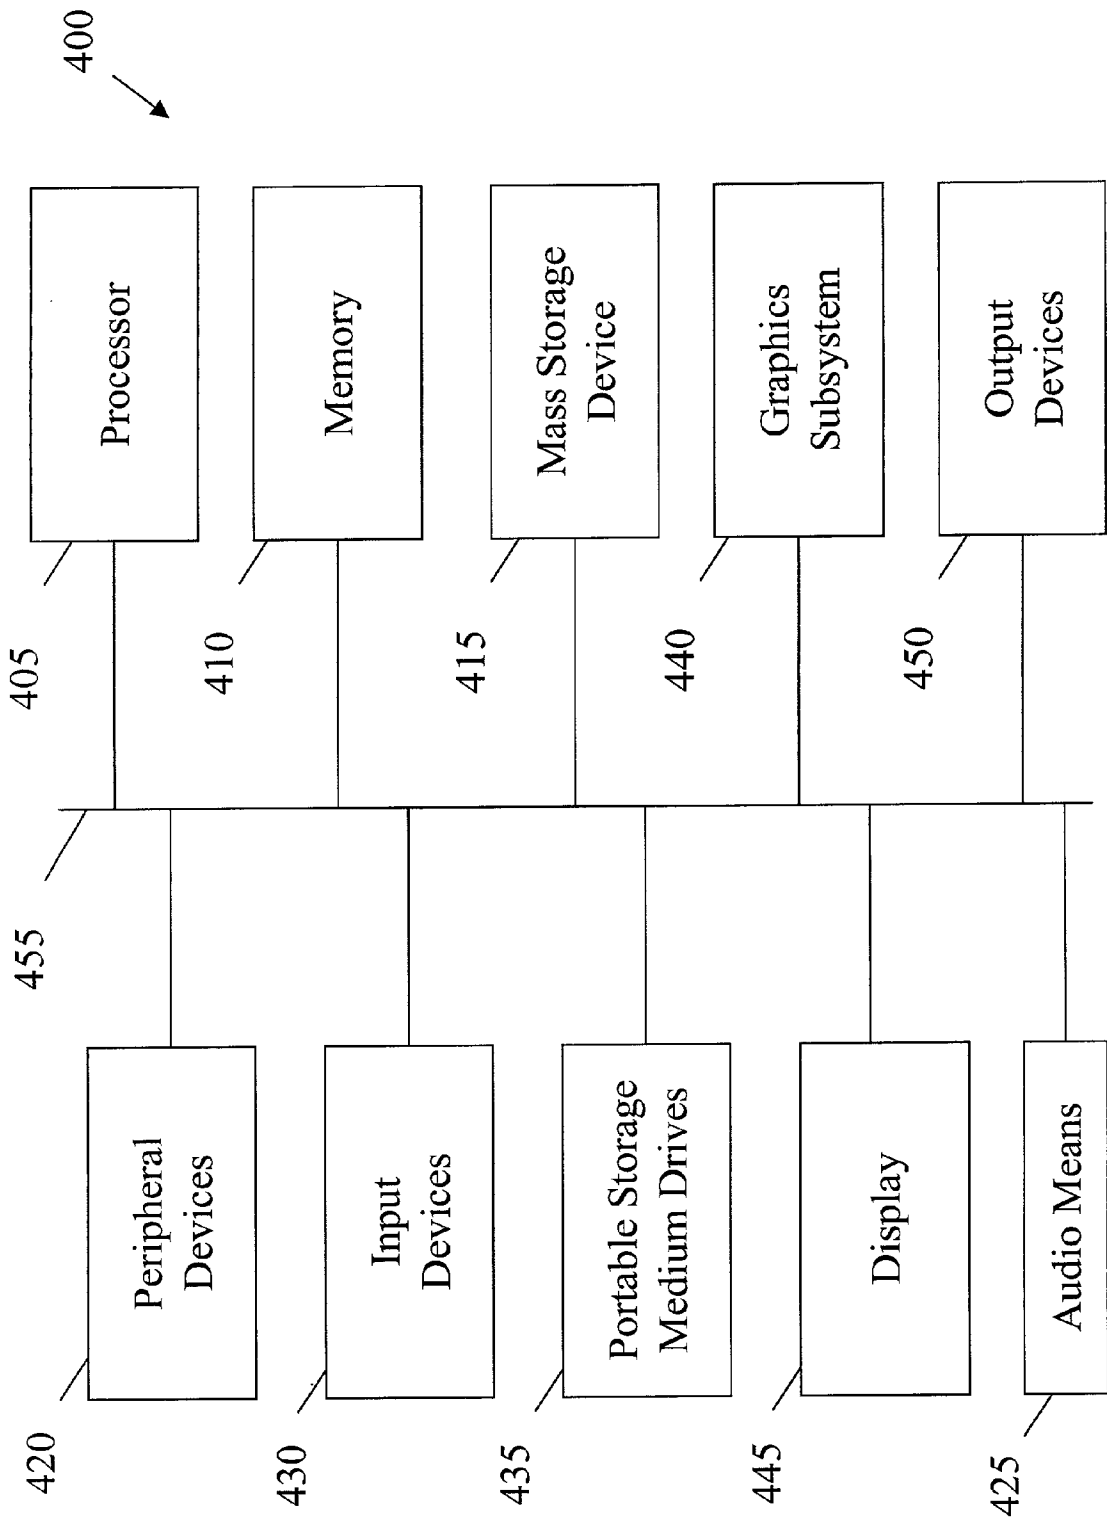 400
420
Peripheral
Devices
455
405
Processor
430
Input
Devices
410
Memory
435
Portable Storage
Medium Drives
415
Mass Storage
Device
445
Display
440
Graphics
Subsystem
425
Audio Means
450
Output
Devices